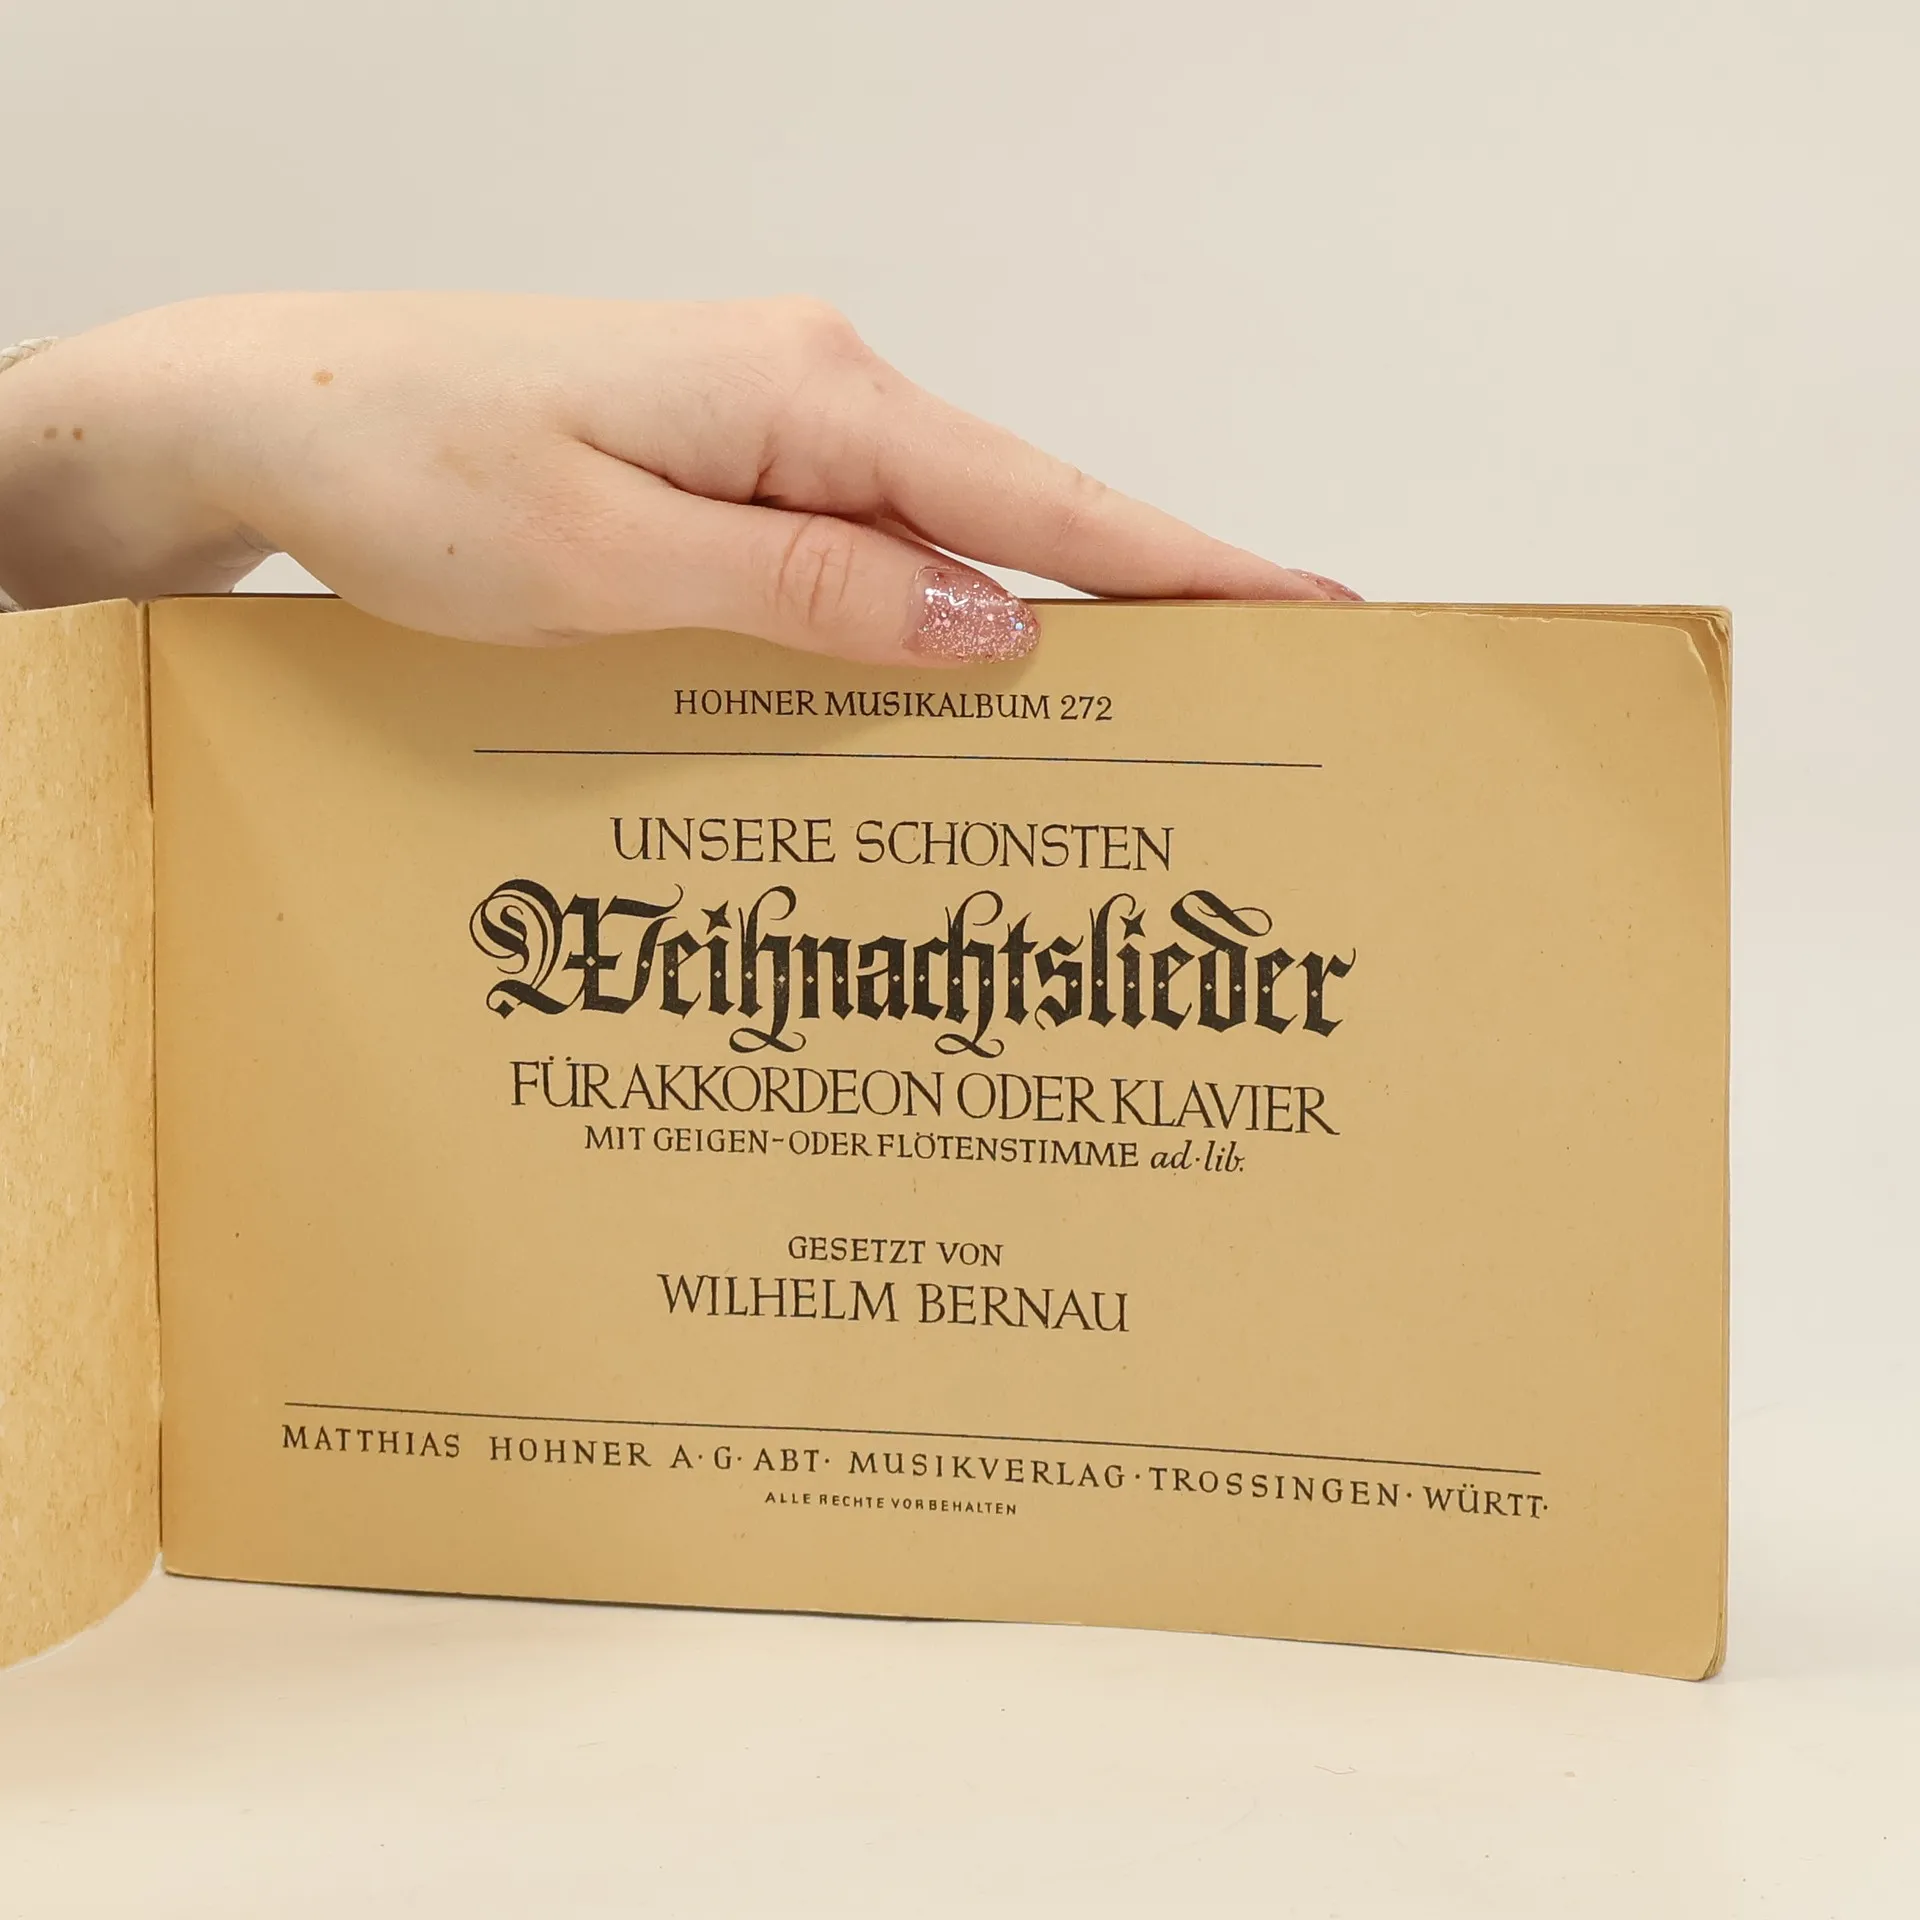 HOHNER MUSIKALBUM 272
UNSERE SCHÖNSTEN
Weihnachtslieder
FÜR AKKORDEON ODER KLAVIER
MIT GEIGEN-ODER FLÖTENSTIMME ad·lib.
GESETZT VON
WILHELM BERNAU
MATTHIAS HOHNER A·G·ABT· MUSIKVERLAG·TROSSINGEN·WÜRTT·
ALLE RECHTE VORBEHALTEN